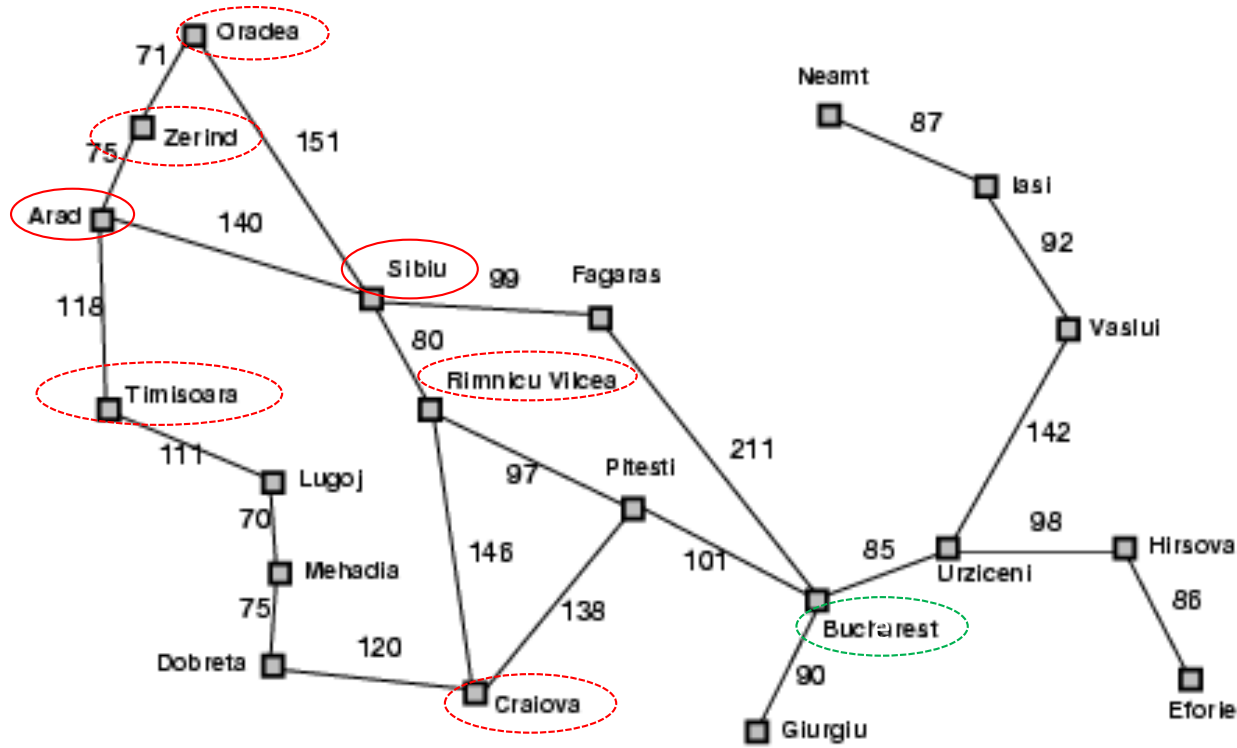 Oradea
71
Neamt
87
Zerind
151
75
Iasi
Arad
140
92
Sibiu
99
Fagaras
118
Vaslui
80
Rimnicu Vilcea
Timisoara
142
111
211
Lugoj
97
Pitesti
70
98
146
85
Hirsova
101
Mehadia
Urziceni
75
138
86
Bucharest
120
Dobreta
90
Craiova
Eforie
Giurgiu